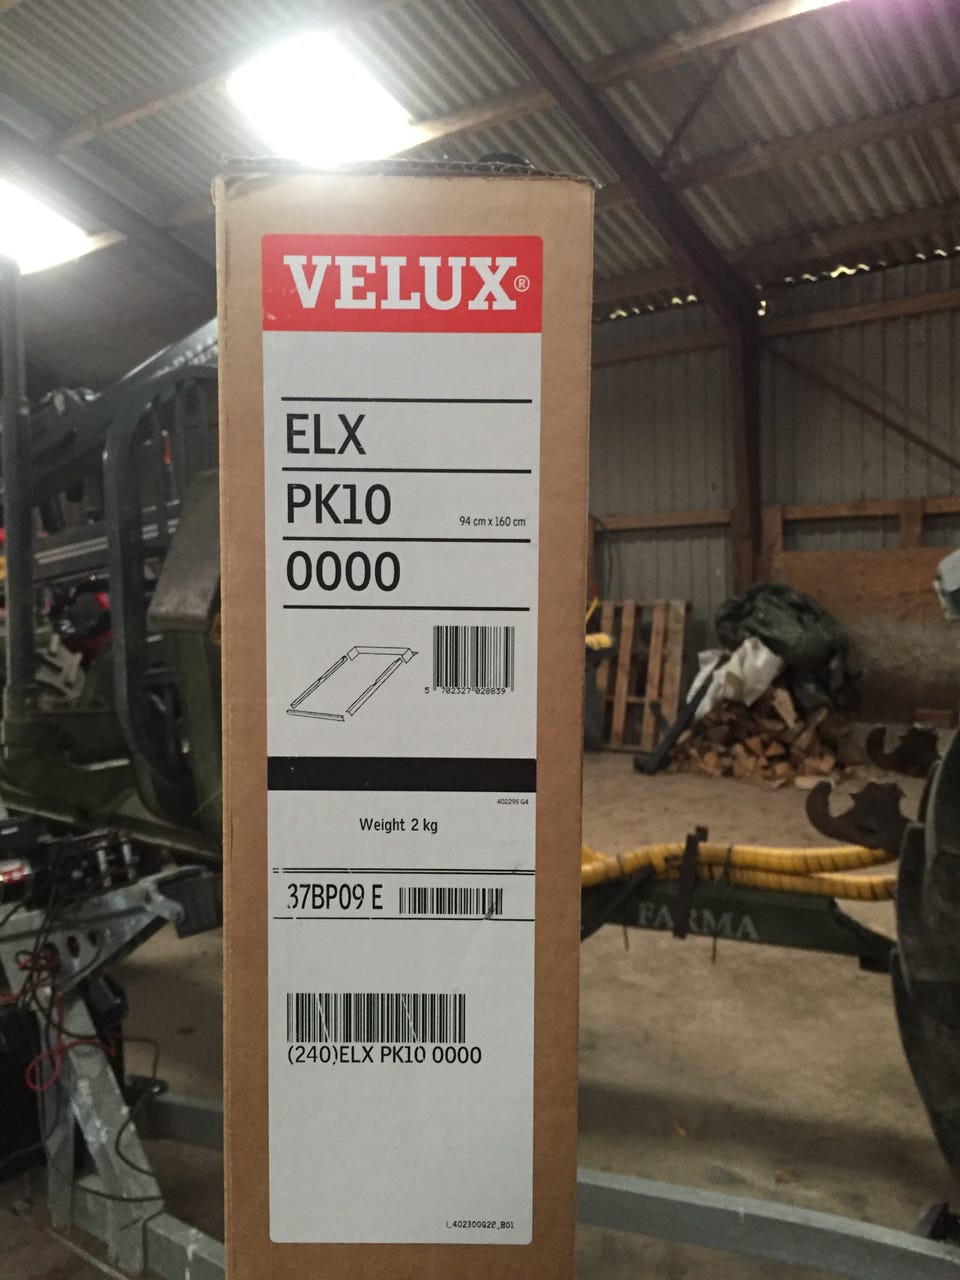 VELUX®
ELX
PK10
94 cm x 160 cm
0000
5 702327 028839
402295 G4
Weight 2 kg
37BP09 E
(240)ELX PK10 0000
FARMA